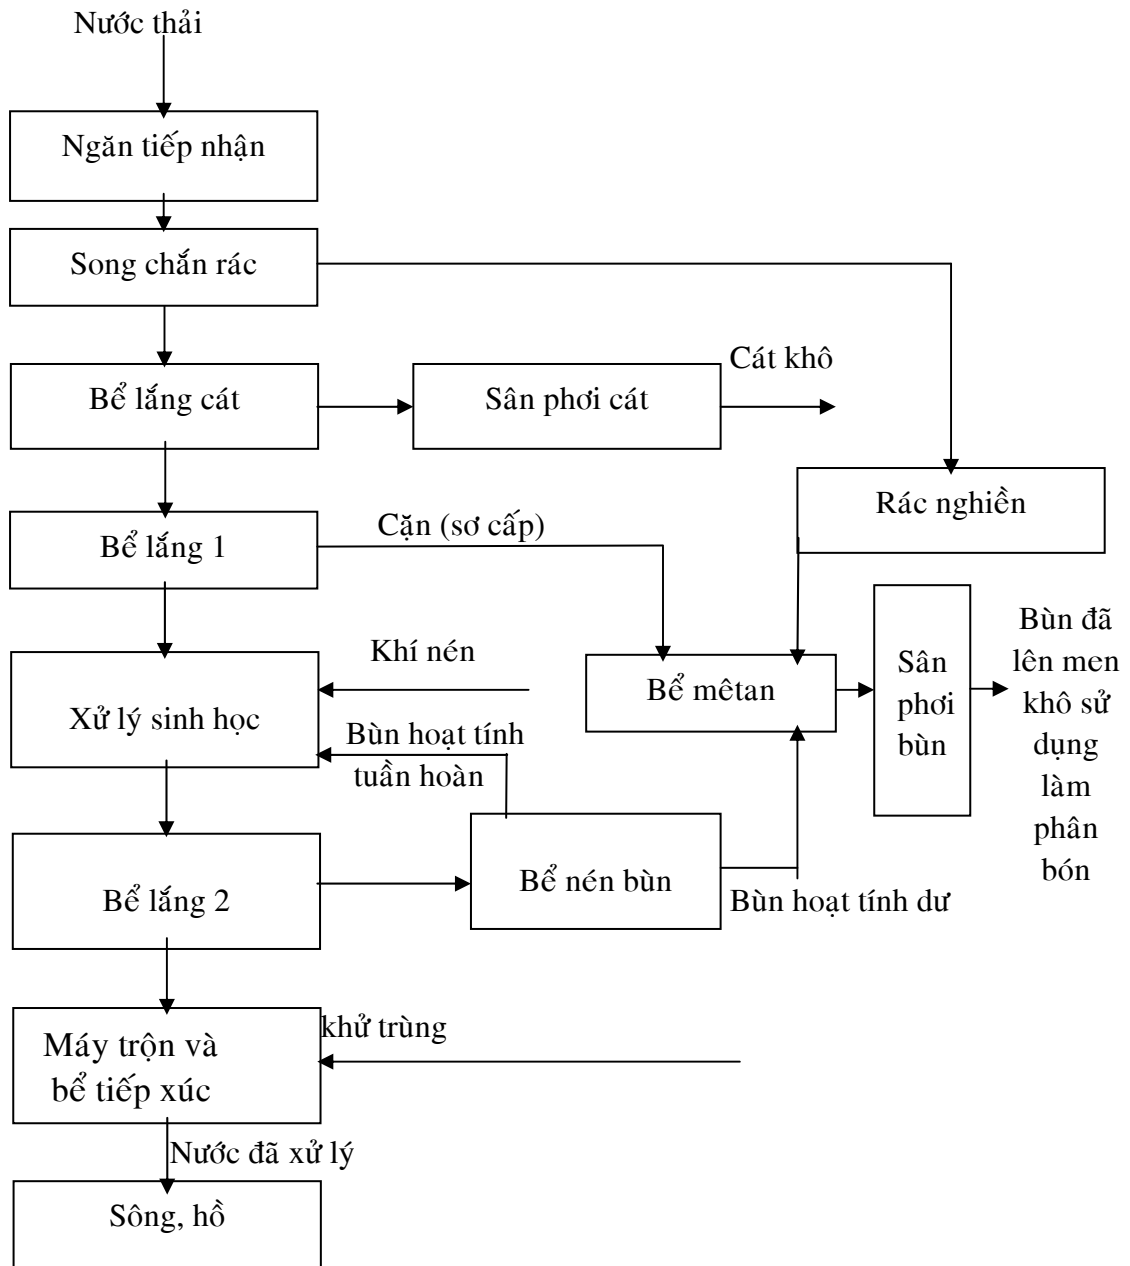 Nước thải
Ngăn tiếp nhận
Song chắn rác
Cát khô
Bể lắng cát
Sân phơi cát
Rác nghiền
Cặn (sơ cấp)
Bể lắng 1
Bùn đã
lên men
khô sử
dụng
làm
phân
bón
Khí nén
Sân
phơi
bùn
Bể mêtan
Xử lý sinh học
Bùn hoạt tính
tuần hoàn
Bể nén bùn
Bể lắng 2
Bùn hoạt tính dư
khử trùng
Máy trộn và
bể tiếp xúc
Nước đã xử lý
Sông, hồ